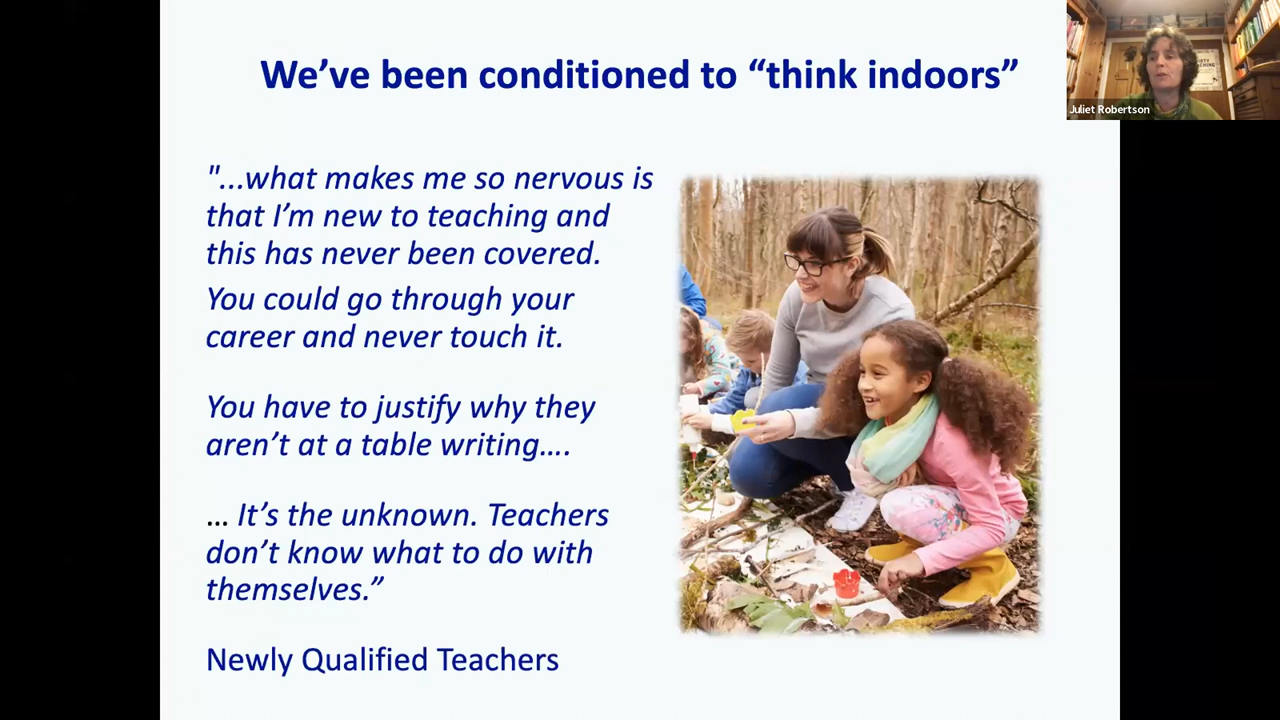 We’ve been conditioned to “think indoors”
Juliet Robertson
"...what makes me so nervous is
that I’m new to teaching and
this has never been covered.
You could go through your
career and never touch it.
You have to justify why they
aren’t at a table writing….
… It’s the unknown. Teachers
don’t know what to do with
themselves.”
Newly Qualified Teachers